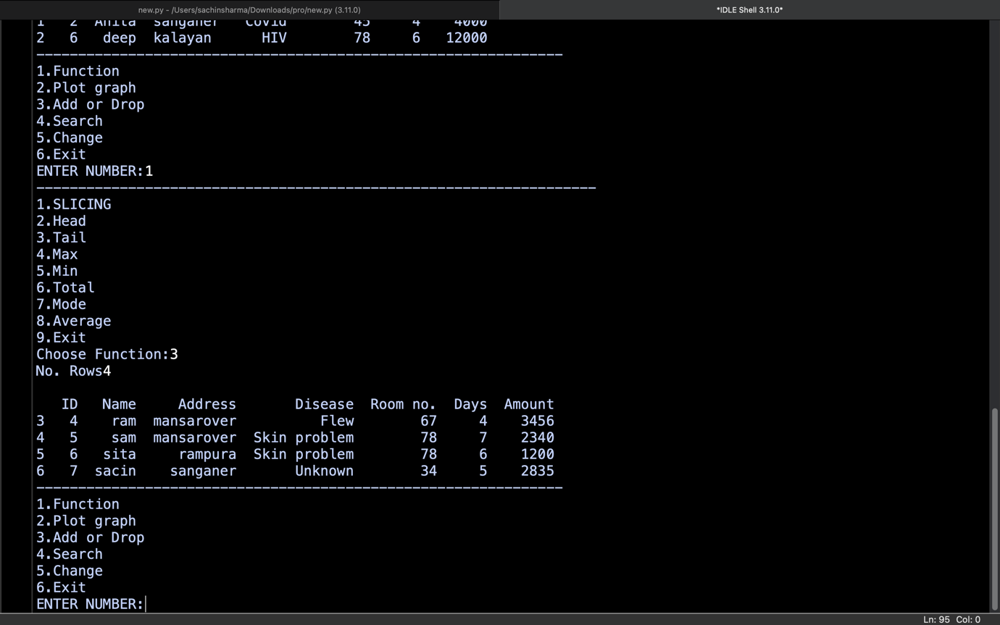 new.py - /Users/sachinsharma/Downloads/pro/new.py (3.11.0)
*IDLE Shell 3.11.0*
1 2 Anita sanganer Covid 45 4 4000
2 6 deep kalayan HIV 78 6 12000
----------------------------------------------------------------
1.Function
2.Plot graph
3.Add or Drop
4.Search
5.Change
6.Exit
ENTER NUMBER:1
--------------------------------------------------------------------
1.SLICING
2.Head
3.Tail
4.Max
5.Min
6.Total
7.Mode
8.Average
9.Exit
Choose Function:3
No. Rows4
ID Name Address Disease Room no. Days Amount
3 4 ram mansarover Flew 67 4 3456
4 5 sam mansarover Skin problem 78 7 2340
5 6 sita rampura Skin problem 78 6 1200
6 7 sacin sanganer Unknown 34 5 2835
----------------------------------------------------------------
1.Function
2.Plot graph
3.Add or Drop
4.Search
5.Change
6.Exit
ENTER NUMBER:
Ln: 95 Col: 0